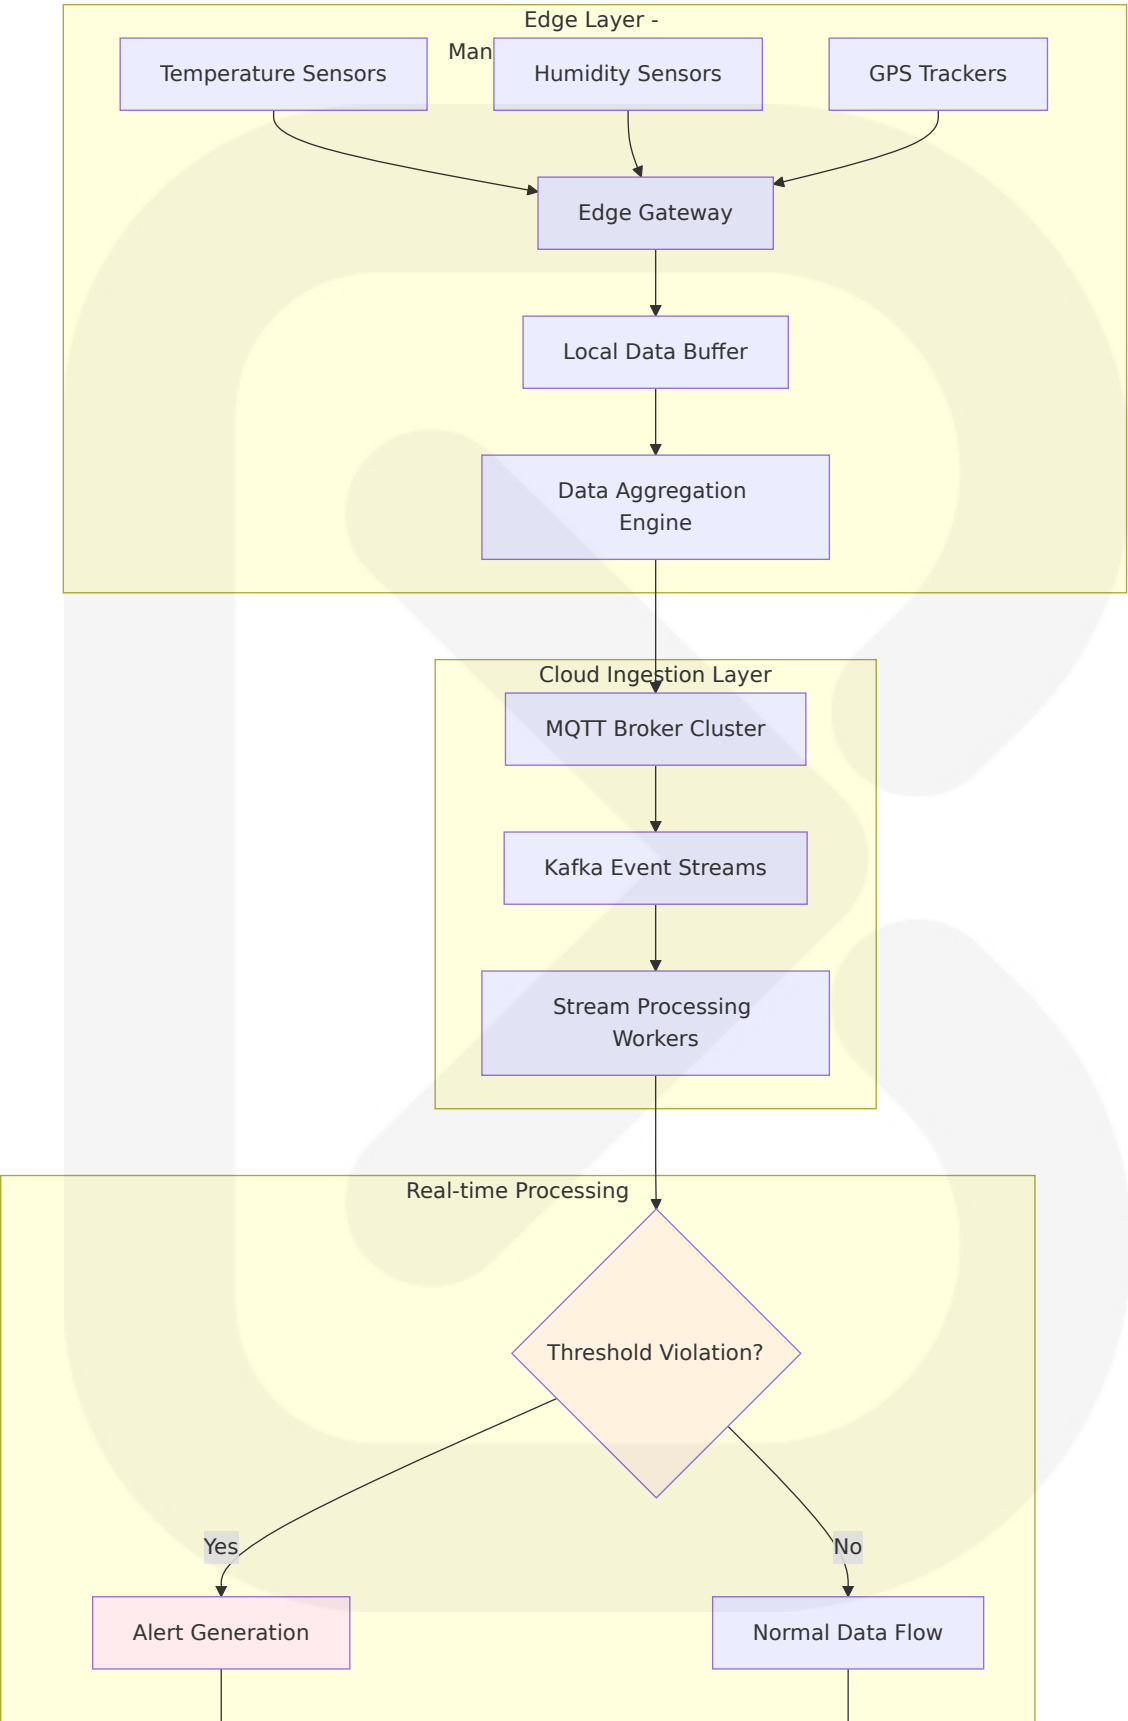 Edge Layer -
Man
Temperature Sensors
Humidity Sensors
GPS Trackers
Edge Gateway
Local Data Buffer
Data Aggregation
Engine
Cloud Ingestion Layer
MQTT Broker Cluster
Kafka Event Streams
Stream Processing
Workers
Real-time Processing
Threshold Violation?
Yes
No
Alert Generation
Normal Data Flow